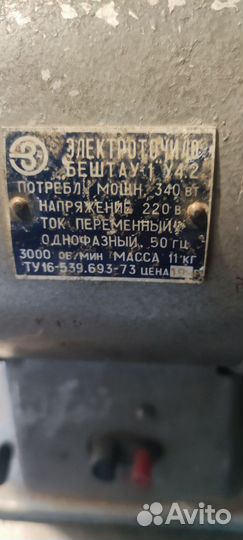 ЭЛЕКТРОТОЧИЛО
БЕШТАУ-1 У4.2
ПОТРЕБЛ. МОЩН. 340 ВТ
НАПРЯЖЕНИЕ 220 В
ТОК ПЕРЕМЕННЫЙ
ОДНОФАЗНЫЙ, 50 ГЦ
3000 ОБ/МИН МАССА 11 КГ
ТУ16-539.693-73 ЦЕНА
Avito